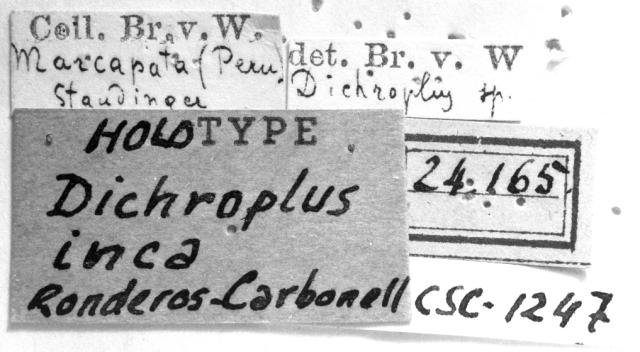 Coll. Br. v. W.
Marcapata (Peru)
Staudinger
det. Br. v. W
Dichroplus sp.
HOLOTYPE
Dichroplus
inca
Ronderos-Carbonell
24.165
CSC-1247